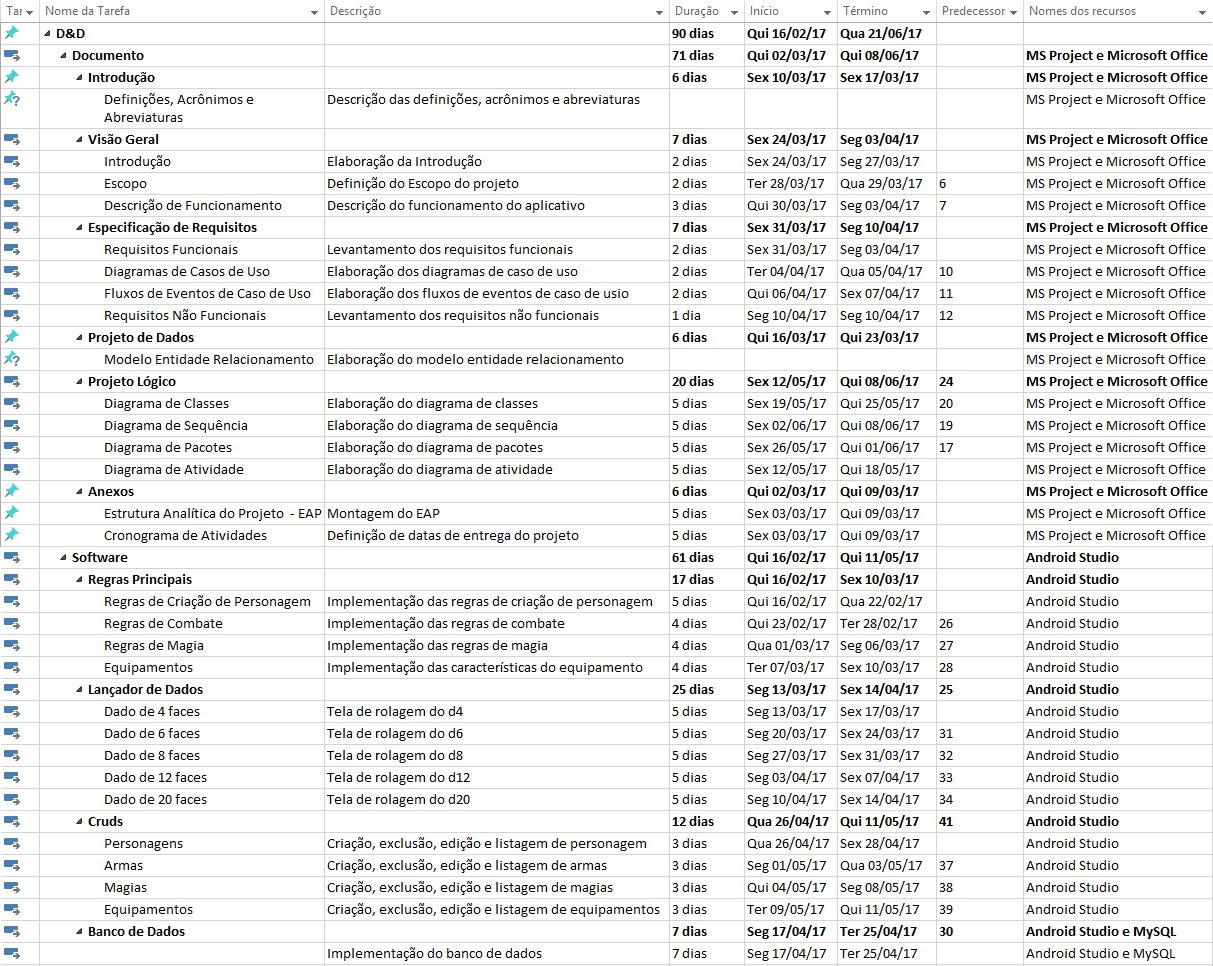 Tar Nome da Tarefa Descrição Duração Início Término Predecessor Nomes dos recursos
D&D 90 dias Qui 16/02/17 Qua 21/06/17
Documento 71 dias Qui 02/03/17 Qui 08/06/17 MS Project e Microsoft Office
Introdução 6 dias Sex 10/03/17 Sex 17/03/17 MS Project e Microsoft Office
Definições, Acrônimos e Descrição das definições, acrônimos e abreviaturas MS Project e Microsoft Office
Abreviaturas
Visão Geral 7 dias Sex 24/03/17 Seg 03/04/17 MS Project e Microsoft Office
Introdução Elaboração da Introdução 2 dias Sex 24/03/17 Seg 27/03/17 MS Project e Microsoft Office
Escopo Definição do Escopo do projeto 2 dias Ter 28/03/17 Qua 29/03/17 6 MS Project e Microsoft Office
Descrição de Funcionamento Descrição do funcionamento do aplicativo 3 dias Qui 30/03/17 Seg 03/04/17 7 MS Project e Microsoft Office
Especificação de Requisitos 7 dias Sex 31/03/17 Seg 10/04/17 MS Project e Microsoft Office
Requisitos Funcionais Levantamento dos requisitos funcionais 2 dias Sex 31/03/17 Seg 03/04/17 MS Project e Microsoft Office
Diagramas de Casos de Uso Elaboração dos diagramas de caso de uso 2 dias Ter 04/04/17 Qua 05/04/17 10 MS Project e Microsoft Office
Fluxos de Eventos de Caso de Uso Elaboração dos fluxos de eventos de caso de usio 2 dias Qui 06/04/17 Sex 07/04/17 11 MS Project e Microsoft Office
Requisitos Não Funcionais Levantamento dos requisitos não funcionais 1 dia Seg 10/04/17 Seg 10/04/17 12 MS Project e Microsoft Office
Projeto de Dados 6 dias Qui 16/03/17 Qui 23/03/17 MS Project e Microsoft Office
Modelo Entidade Relacionamento Elaboração do modelo entidade relacionamento MS Project e Microsoft Office
Projeto Lógico 20 dias Sex 12/05/17 Qui 08/06/17 24 MS Project e Microsoft Office
Diagrama de Classes Elaboração do diagrama de classes 5 dias Sex 19/05/17 Qui 25/05/17 20 MS Project e Microsoft Office
Diagrama de Sequência Elaboração do diagrama de sequência 5 dias Sex 02/06/17 Qui 08/06/17 19 MS Project e Microsoft Office
Diagrama de Pacotes Elaboração do diagrama de pacotes 5 dias Sex 26/05/17 Qui 01/06/17 17 MS Project e Microsoft Office
Diagrama de Atividade Elaboração do diagrama de atividade 5 dias Sex 12/05/17 Qui 18/05/17 MS Project e Microsoft Office
Anexos 6 dias Qui 02/03/17 Qui 09/03/17 MS Project e Microsoft Office
Estrutura Analítica do Projeto - EAP Montagem do EAP 5 dias Sex 03/03/17 Qui 09/03/17 MS Project e Microsoft Office
Cronograma de Atividades Definição de datas de entrega do projeto 5 dias Sex 03/03/17 Qui 09/03/17 MS Project e Microsoft Office
Software 61 dias Qui 16/02/17 Qui 11/05/17 Android Studio
Regras Principais 17 dias Qui 16/02/17 Sex 10/03/17 Android Studio
Regras de Criação de Personagem Implementação das regras de criação de personagem 5 dias Qui 16/02/17 Qua 22/02/17 Android Studio
Regras de Combate Implementação das regras de combate 4 dias Qui 23/02/17 Ter 28/02/17 26 Android Studio
Regras de Magia Implementação das regras de magia 4 dias Qua 01/03/17 Seg 06/03/17 27 Android Studio
Equipamentos Implementação das características do equipamento 4 dias Ter 07/03/17 Sex 10/03/17 28 Android Studio
Lançador de Dados 25 dias Seg 13/03/17 Sex 14/04/17 25 Android Studio
Dado de 4 faces Tela de rolagem do d4 5 dias Seg 13/03/17 Sex 17/03/17 Android Studio
Dado de 6 faces Tela de rolagem do d6 5 dias Seg 20/03/17 Sex 24/03/17 31 Android Studio
Dado de 8 faces Tela de rolagem do d8 5 dias Seg 27/03/17 Sex 31/03/17 32 Android Studio
Dado de 12 faces Tela de rolagem do d12 5 dias Seg 03/04/17 Sex 07/04/17 33 Android Studio
Dado de 20 faces Tela de rolagem do d20 5 dias Seg 10/04/17 Sex 14/04/17 34 Android Studio
Cruds 12 dias Qua 26/04/17 Qui 11/05/17 41 Android Studio
Personagens Criação, exclusão, edição e listagem de personagem 3 dias Qua 26/04/17 Sex 28/04/17 Android Studio
Armas Criação, exclusão, edição e listagem de armas 3 dias Seg 01/05/17 Qua 03/05/17 37 Android Studio
Magias Criação, exclusão, edição e listagem de magias 3 dias Qui 04/05/17 Seg 08/05/17 38 Android Studio
Equipamentos Criação, exclusão, edição e listagem de equipamentos 3 dias Ter 09/05/17 Qui 11/05/17 39 Android Studio
Banco de Dados 7 dias Seg 17/04/17 Ter 25/04/17 30 Android Studio e MySQL
Implementação do banco de dados 7 dias Seg 17/04/17 Ter 25/04/17 Android Studio e MySQL